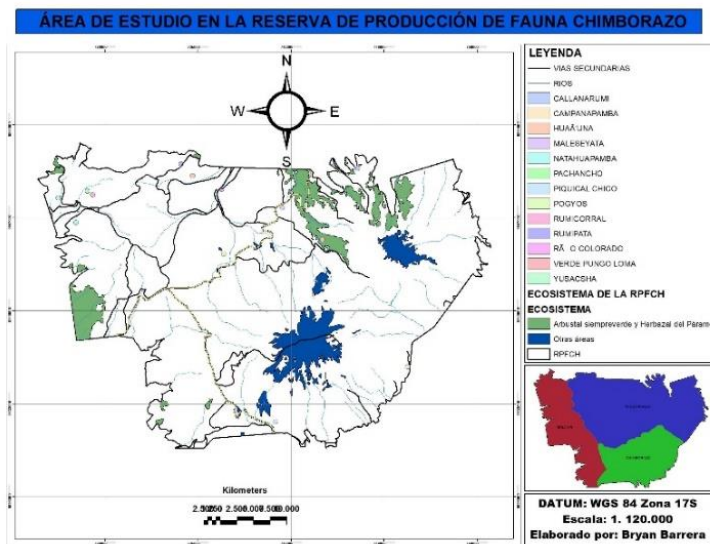 ÁREA DE ESTUDIO EN LA RESERVA DE PRODUCCIÓN DE FAUNA CHIMBORAZO
N
W E
S
Kilometers
LEYENDA
VIAS SECUNDARIAS
RIOS
CALLANARUMI
CAMPANAPAMBA
HUAÃ'UNA
MALESEYATA
NATAHUAPAMBA
PACHANCHO
PIQUICAL CHICO
POGYOS
RUMICORRAL
RUMIPATA
RÃ O COLORADO
VERDE PUNGO LOMA
YUSACSHA
ECOSISTEMA DE LA RPFCH
ECOSISTEMA
Arbustal siempreverde y Herbazal del Páramo
Otras áreas
RPFCH
DATUM: WGS 84 Zona 17S
Escala: 1. 120.000
Elaborado por: Bryan Barrera